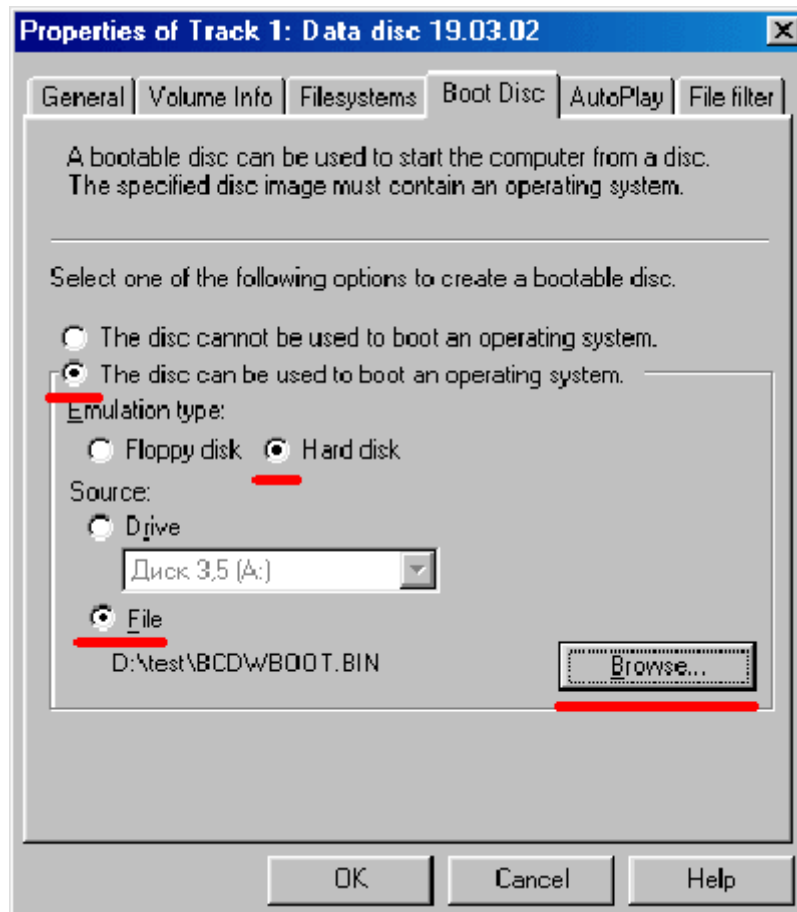 Properties of Track 1: Data disc 19.03.02
General Volume Info Filesystems Boot Disc AutoPlay File filter
A bootable disc can be used to start the computer from a disc.
The specified disc image must contain an operating system.
Select one of the following options to create a bootable disc.
The disc cannot be used to boot an operating system.
The disc can be used to boot an operating system.
Emulation type:
Floppy disk Hard disk
Source:
Drive
Диск 3,5 (A:)
File
D:\test\BCDWBOOT.BIN
Browse...
OK Cancel Help